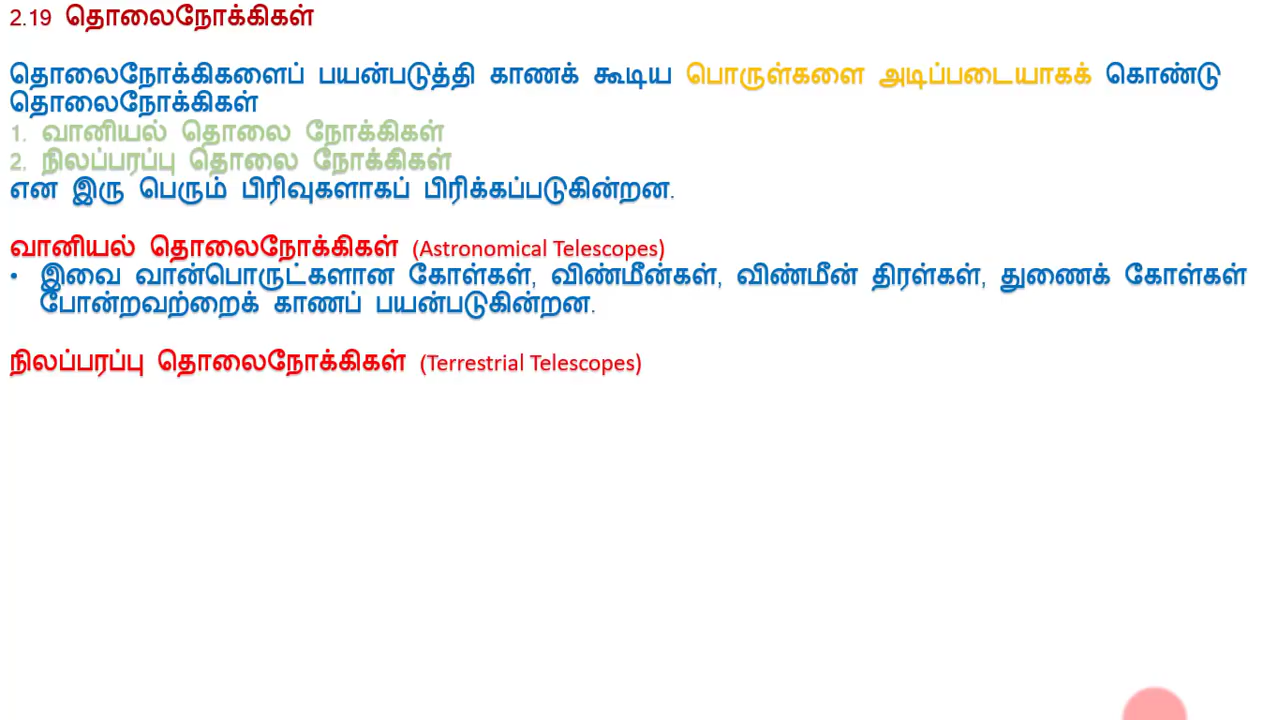 2.19 தொலைநோக்கிகள்
தொலைநோக்கிகளைப் பயன்படுத்தி காணக் கூடிய பொருள்களை அடிப்படையாகக் கொண்டு
தொலைநோக்கிகள்
1. வானியல் தொலை நோக்கிகள்
2. நிலப்பரப்பு தொலை நோக்கிகள்
என இரு பெரும் பிரிவுகளாகப் பிரிக்கப்படுகின்றன.
வானியல் தொலைநோக்கிகள் (Astronomical Telescopes)
• இவை வான்பொருட்களான கோள்கள், விண்மீன்கள், விண்மீன் திரள்கள், துணைக் கோள்கள்
போன்றவற்றைக் காணப் பயன்படுகின்றன.
நிலப்பரப்பு தொலைநோக்கிகள் (Terrestrial Telescopes)